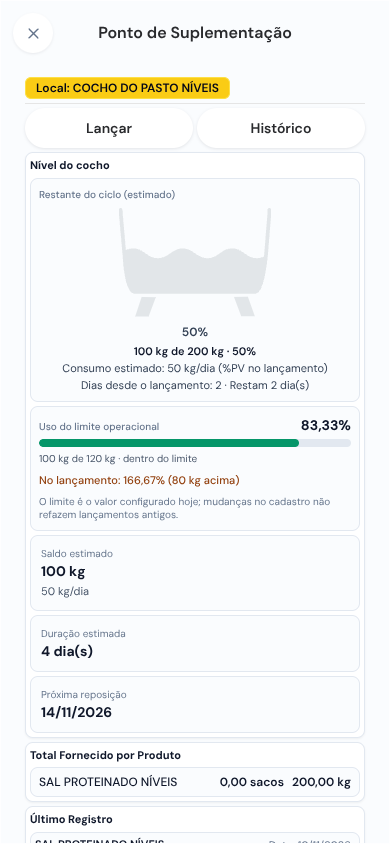 Ponto de Suplementação
Local: COCHO DO PASTO NÍVEIS
Lançar
Histórico
Nível do cocho
Restante do ciclo (estimado)
50%
100 kg de 200 kg · 50%
Consumo estimado: 50 kg/dia (%PV no lançamento)
Dias desde o lançamento: 2 · Restam 2 dia(s)
Uso do limite operacional 83,33%
100 kg de 120 kg · dentro do limite
No lançamento: 166,67% (80 kg acima)
O limite é o valor configurado hoje; mudanças no cadastro não
refazem lançamentos antigos.
Saldo estimado
100 kg
50 kg/dia
Duração estimada
4 dia(s)
Próxima reposição
14/11/2026
Total Fornecido por Produto
SAL PROTEINADO NÍVEIS 0,00 sacos 200,00 kg
Último Registro
SAL PROTEINADO NÍVEIS